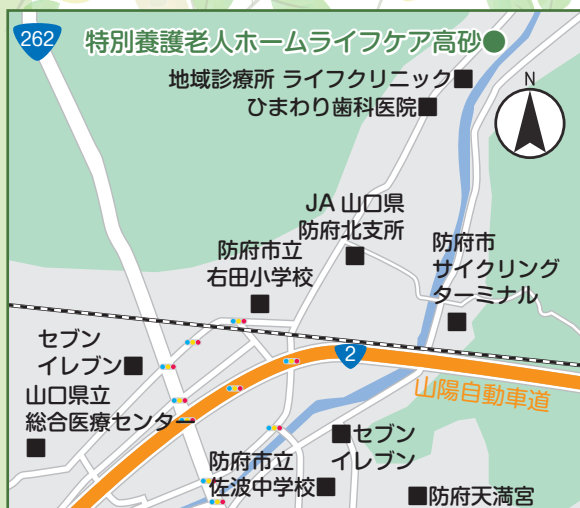 262
特別養護老人ホームライフケア高砂
地域診療所 ライフクリニック
ひまわり歯科医院
N
JA 山口県
防府北支所
防府市
サイクリング
ターミナル
防府市立
右田小学校
セブン
イレブン
2
山陽自動車道
山口県立
総合医療センター
セブン
イレブン
防府市立
佐波中学校
防府天満宮